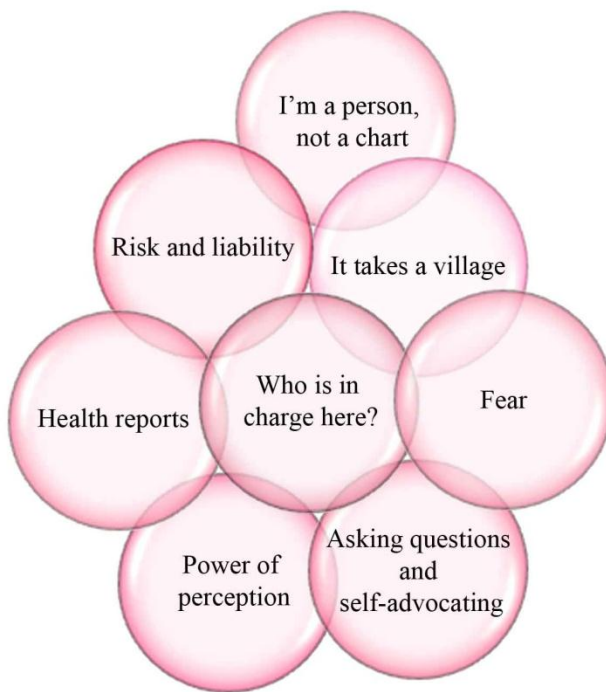 I’m a person,
not a chart
Risk and liability
It takes a village
Health reports
Who is in
charge here?
Fear
Power of
perception
Asking questions
and
self-advocating